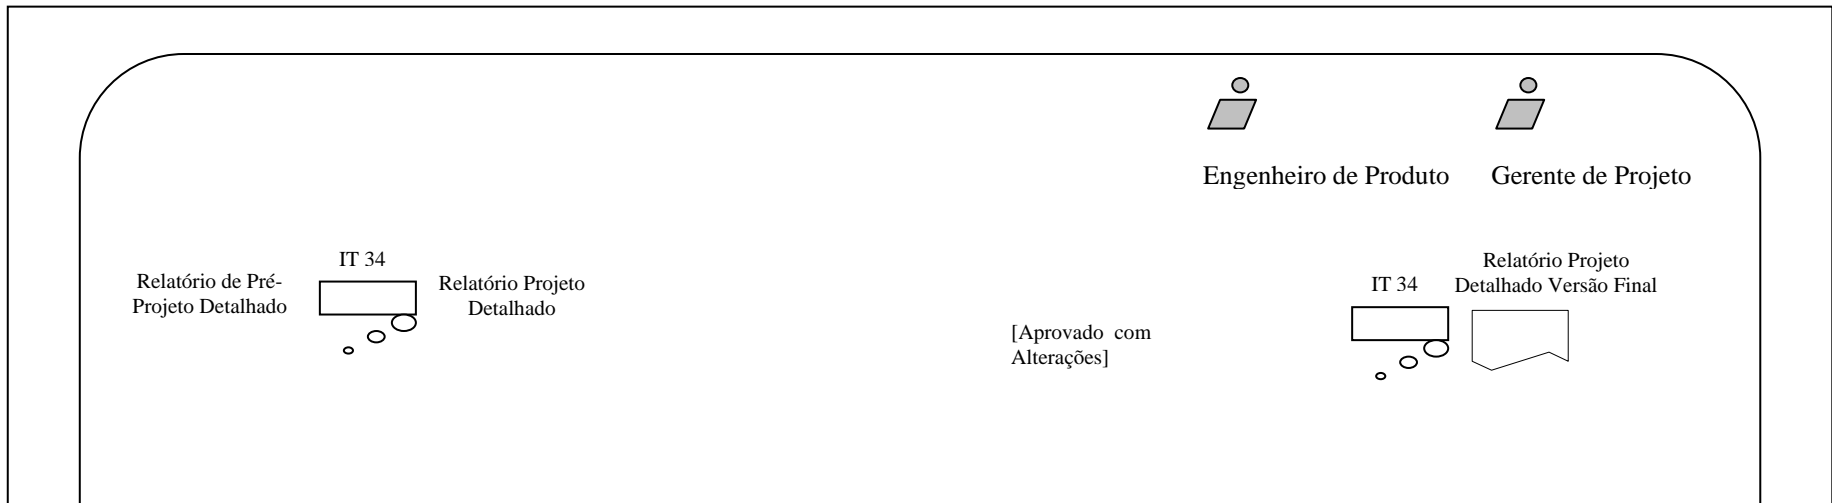 Engenheiro de Produto
Gerente de Projeto
IT 34
Relatório de Pré-
Projeto Detalhado
Relatório Projeto
Detalhado
[Aprovado com
Alterações]
IT 34
Relatório Projeto
Detalhado Versão Final